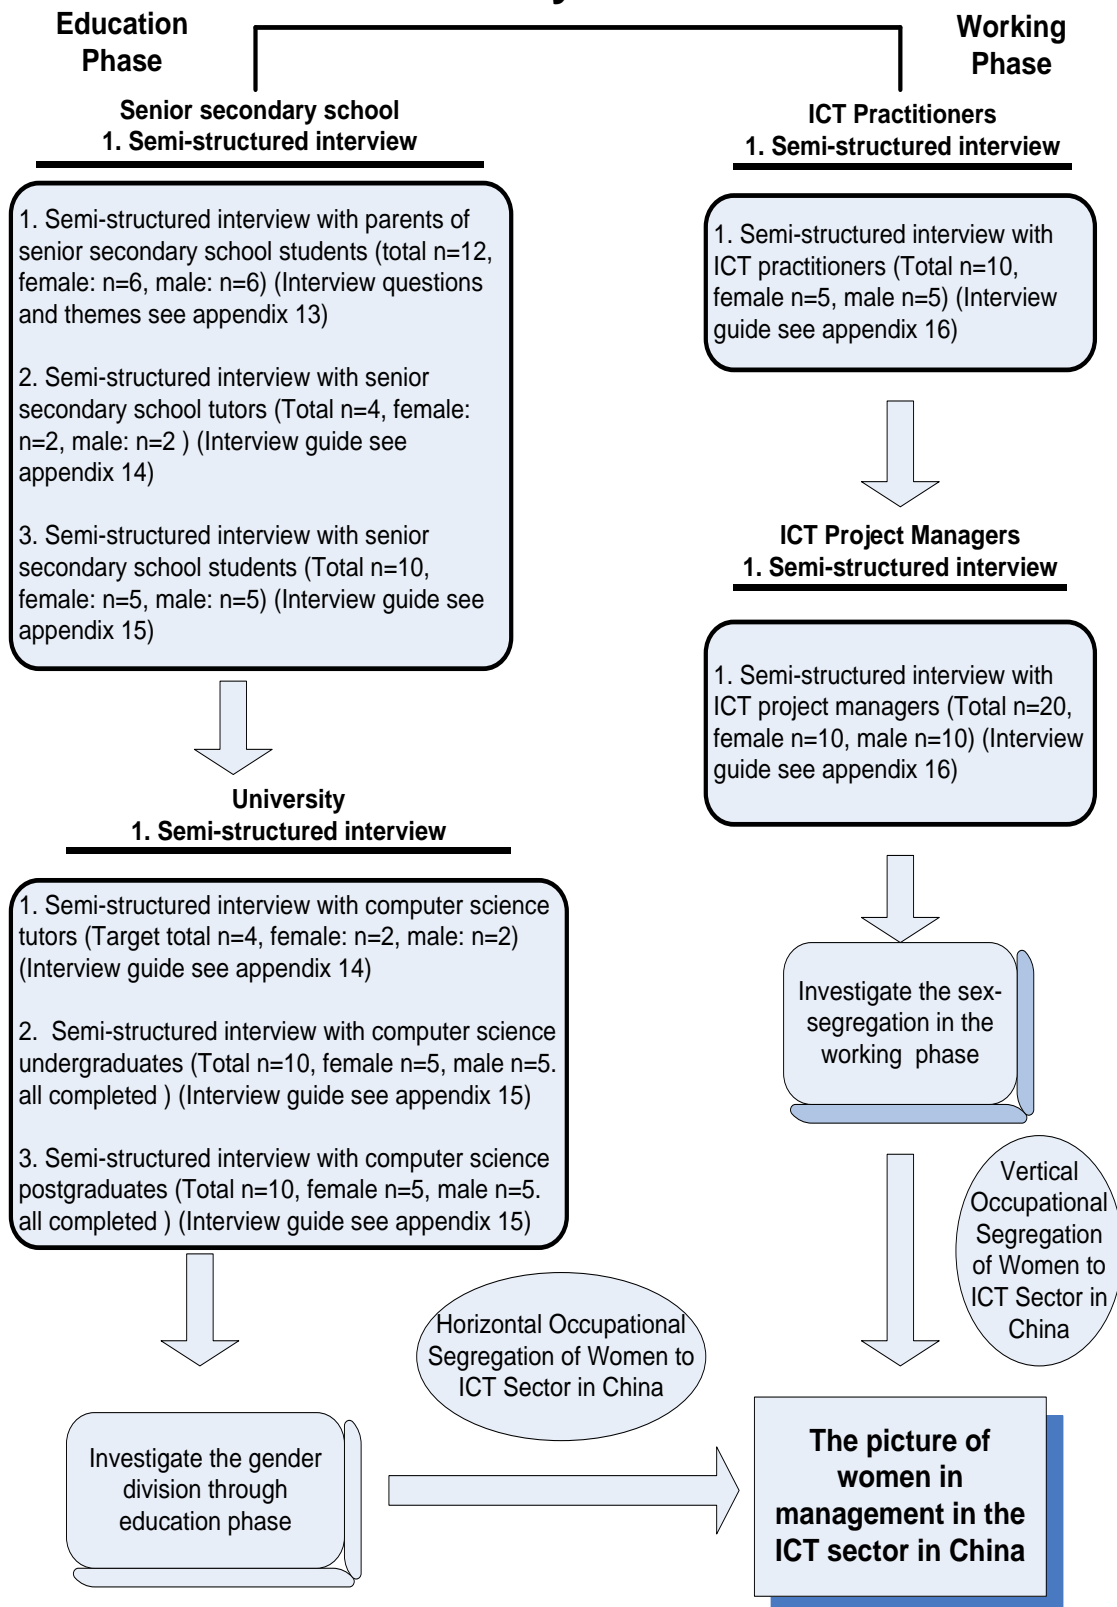 Education
Phase
Working
Phase
Senior secondary school
1. Semi-structured interview
1. Semi-structured interview with parents of
senior secondary school students (total n=12,
female: n=6, male: n=6) (Interview questions
and themes see appendix 13)
2. Semi-structured interview with senior
secondary school tutors (Total n=4, female:
n=2, male: n=2 ) (Interview guide see
appendix 14)
3. Semi-structured interview with senior
secondary school students (Total n=10,
female: n=5, male: n=5) (Interview guide see
appendix 15)
University
1. Semi-structured interview
1. Semi-structured interview with computer science
tutors (Target total n=4, female: n=2, male: n=2)
(Interview guide see appendix 14)
2.  Semi-structured interview with computer science
undergraduates (Total n=10, female n=5, male n=5.
all completed ) (Interview guide see appendix 15)
3. Semi-structured interview with computer science
postgraduates (Total n=10, female n=5, male n=5.
all completed ) (Interview guide see appendix 15)
Investigate the gender
division through
education phase
Horizontal Occupational
Segregation of Women to
ICT Sector in China
ICT Practitioners
1. Semi-structured interview
1. Semi-structured interview with
ICT practitioners (Total n=10,
female n=5, male n=5) (Interview
guide see appendix 16)
ICT Project Managers
1. Semi-structured interview
1. Semi-structured interview with
ICT project managers (Total n=20,
female n=10, male n=10) (Interview
guide see appendix 16)
Investigate the sex-
segregation in the
working  phase
Vertical
Occupational
Segregation
of Women to
ICT Sector in
China
The picture of
women in
management in the
ICT sector in China